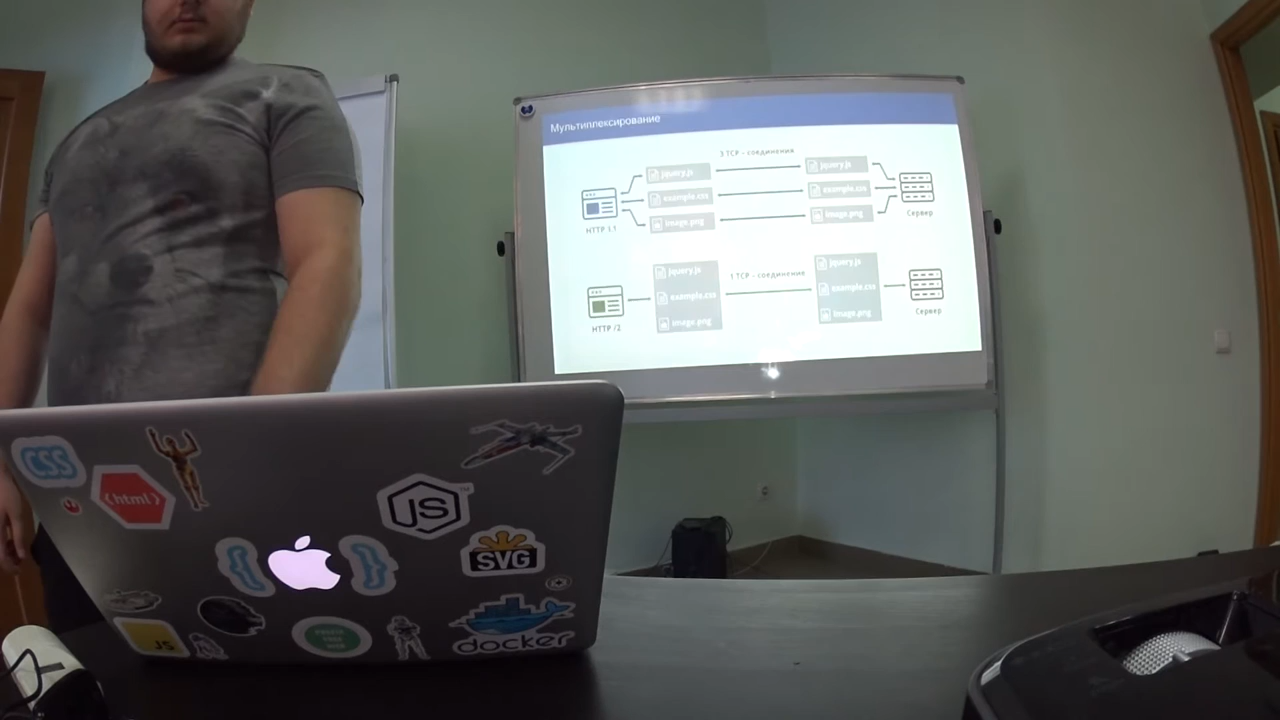 Мультиплексирование
3 TCP - соединения
jquery.js
jquery.js
example.css
example.css
image.png
image.png
HTTP 1.1
Сервер
jquery.js
jquery.js
1 TCP - соединение
example.css
example.css
image.png
image.png
HTTP /2
Сервер
CSS
<html>
JS
TM
{ }
SVG
JS
docker